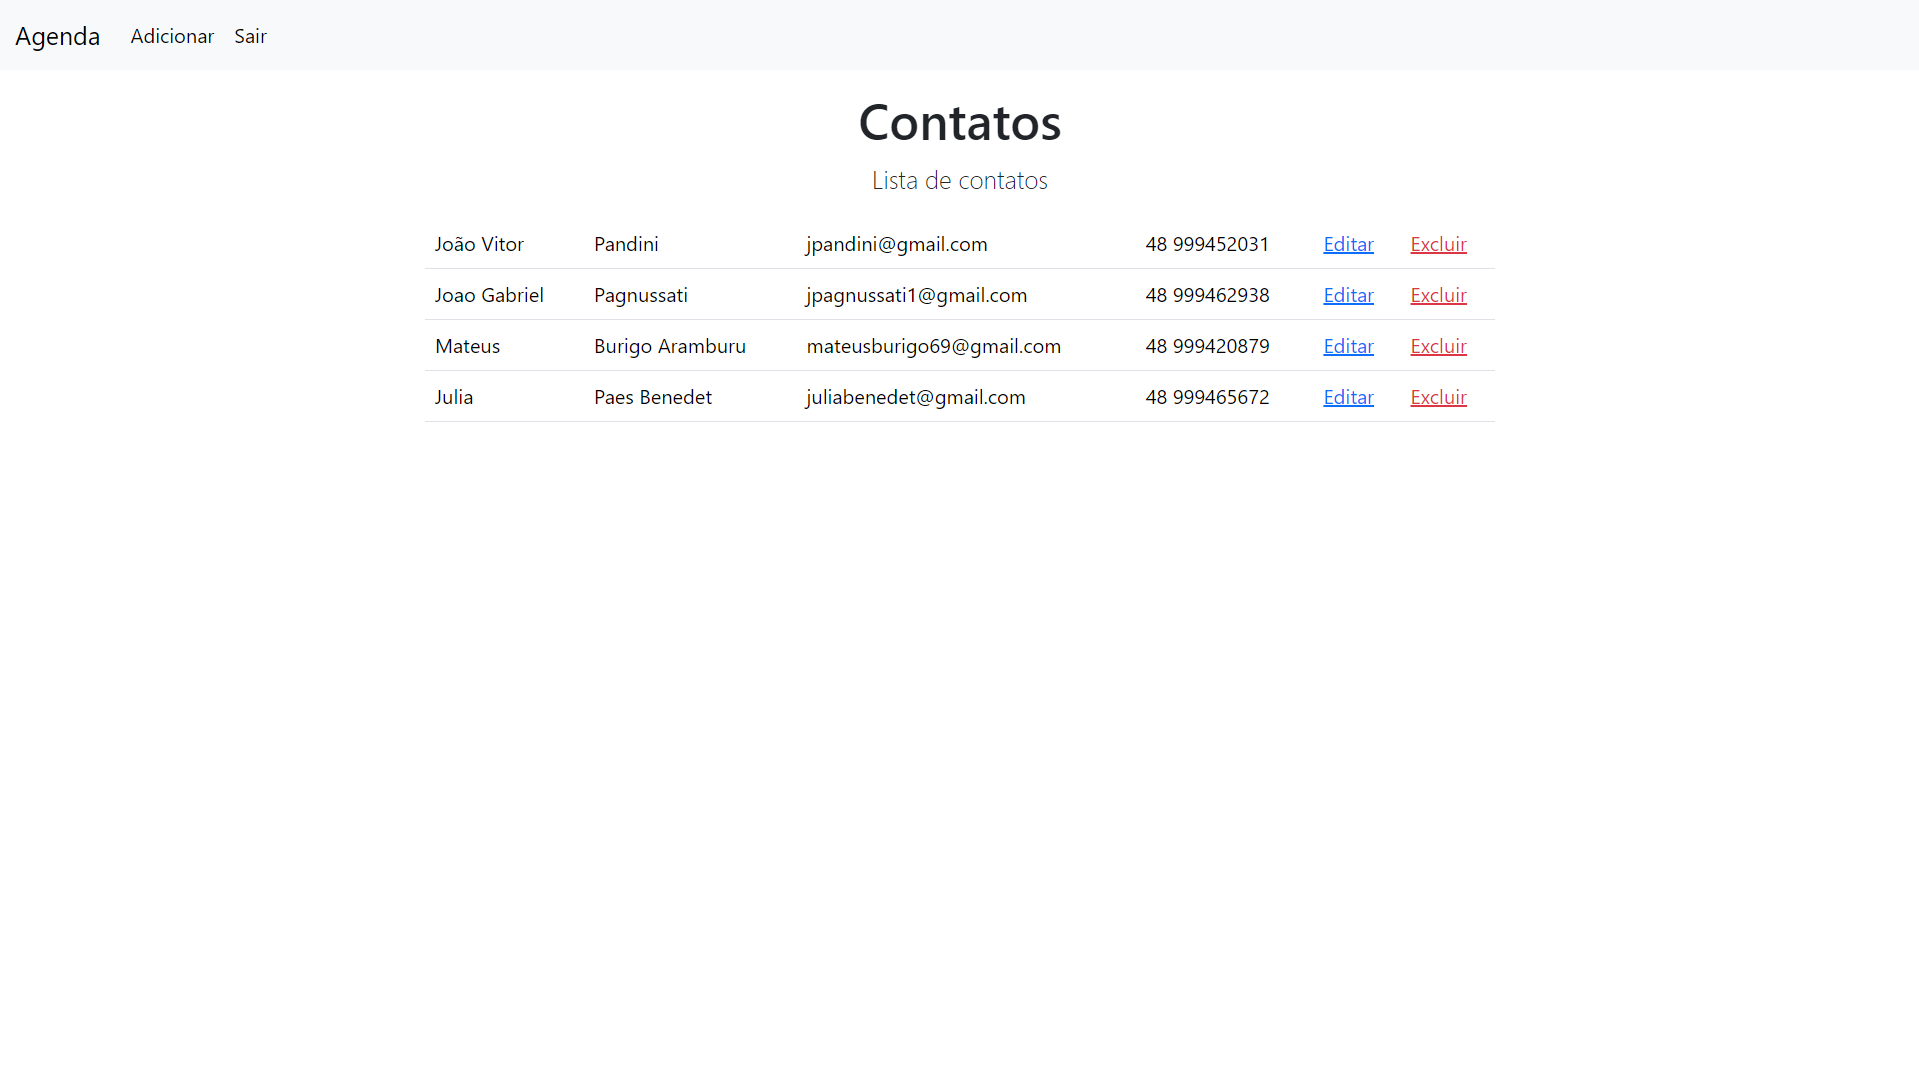 Agenda Adicionar Sair
Contatos
Lista de contatos
João Vitor Pandini jpandini@gmail.com 48 999452031 Editar Excluir
Joao Gabriel Pagnussati jpagnussati1@gmail.com 48 999462938 Editar Excluir
Mateus Burigo Aramburu mateusburigo69@gmail.com 48 999420879 Editar Excluir
Julia Paes Benedet juliabenedet@gmail.com 48 999465672 Editar Excluir